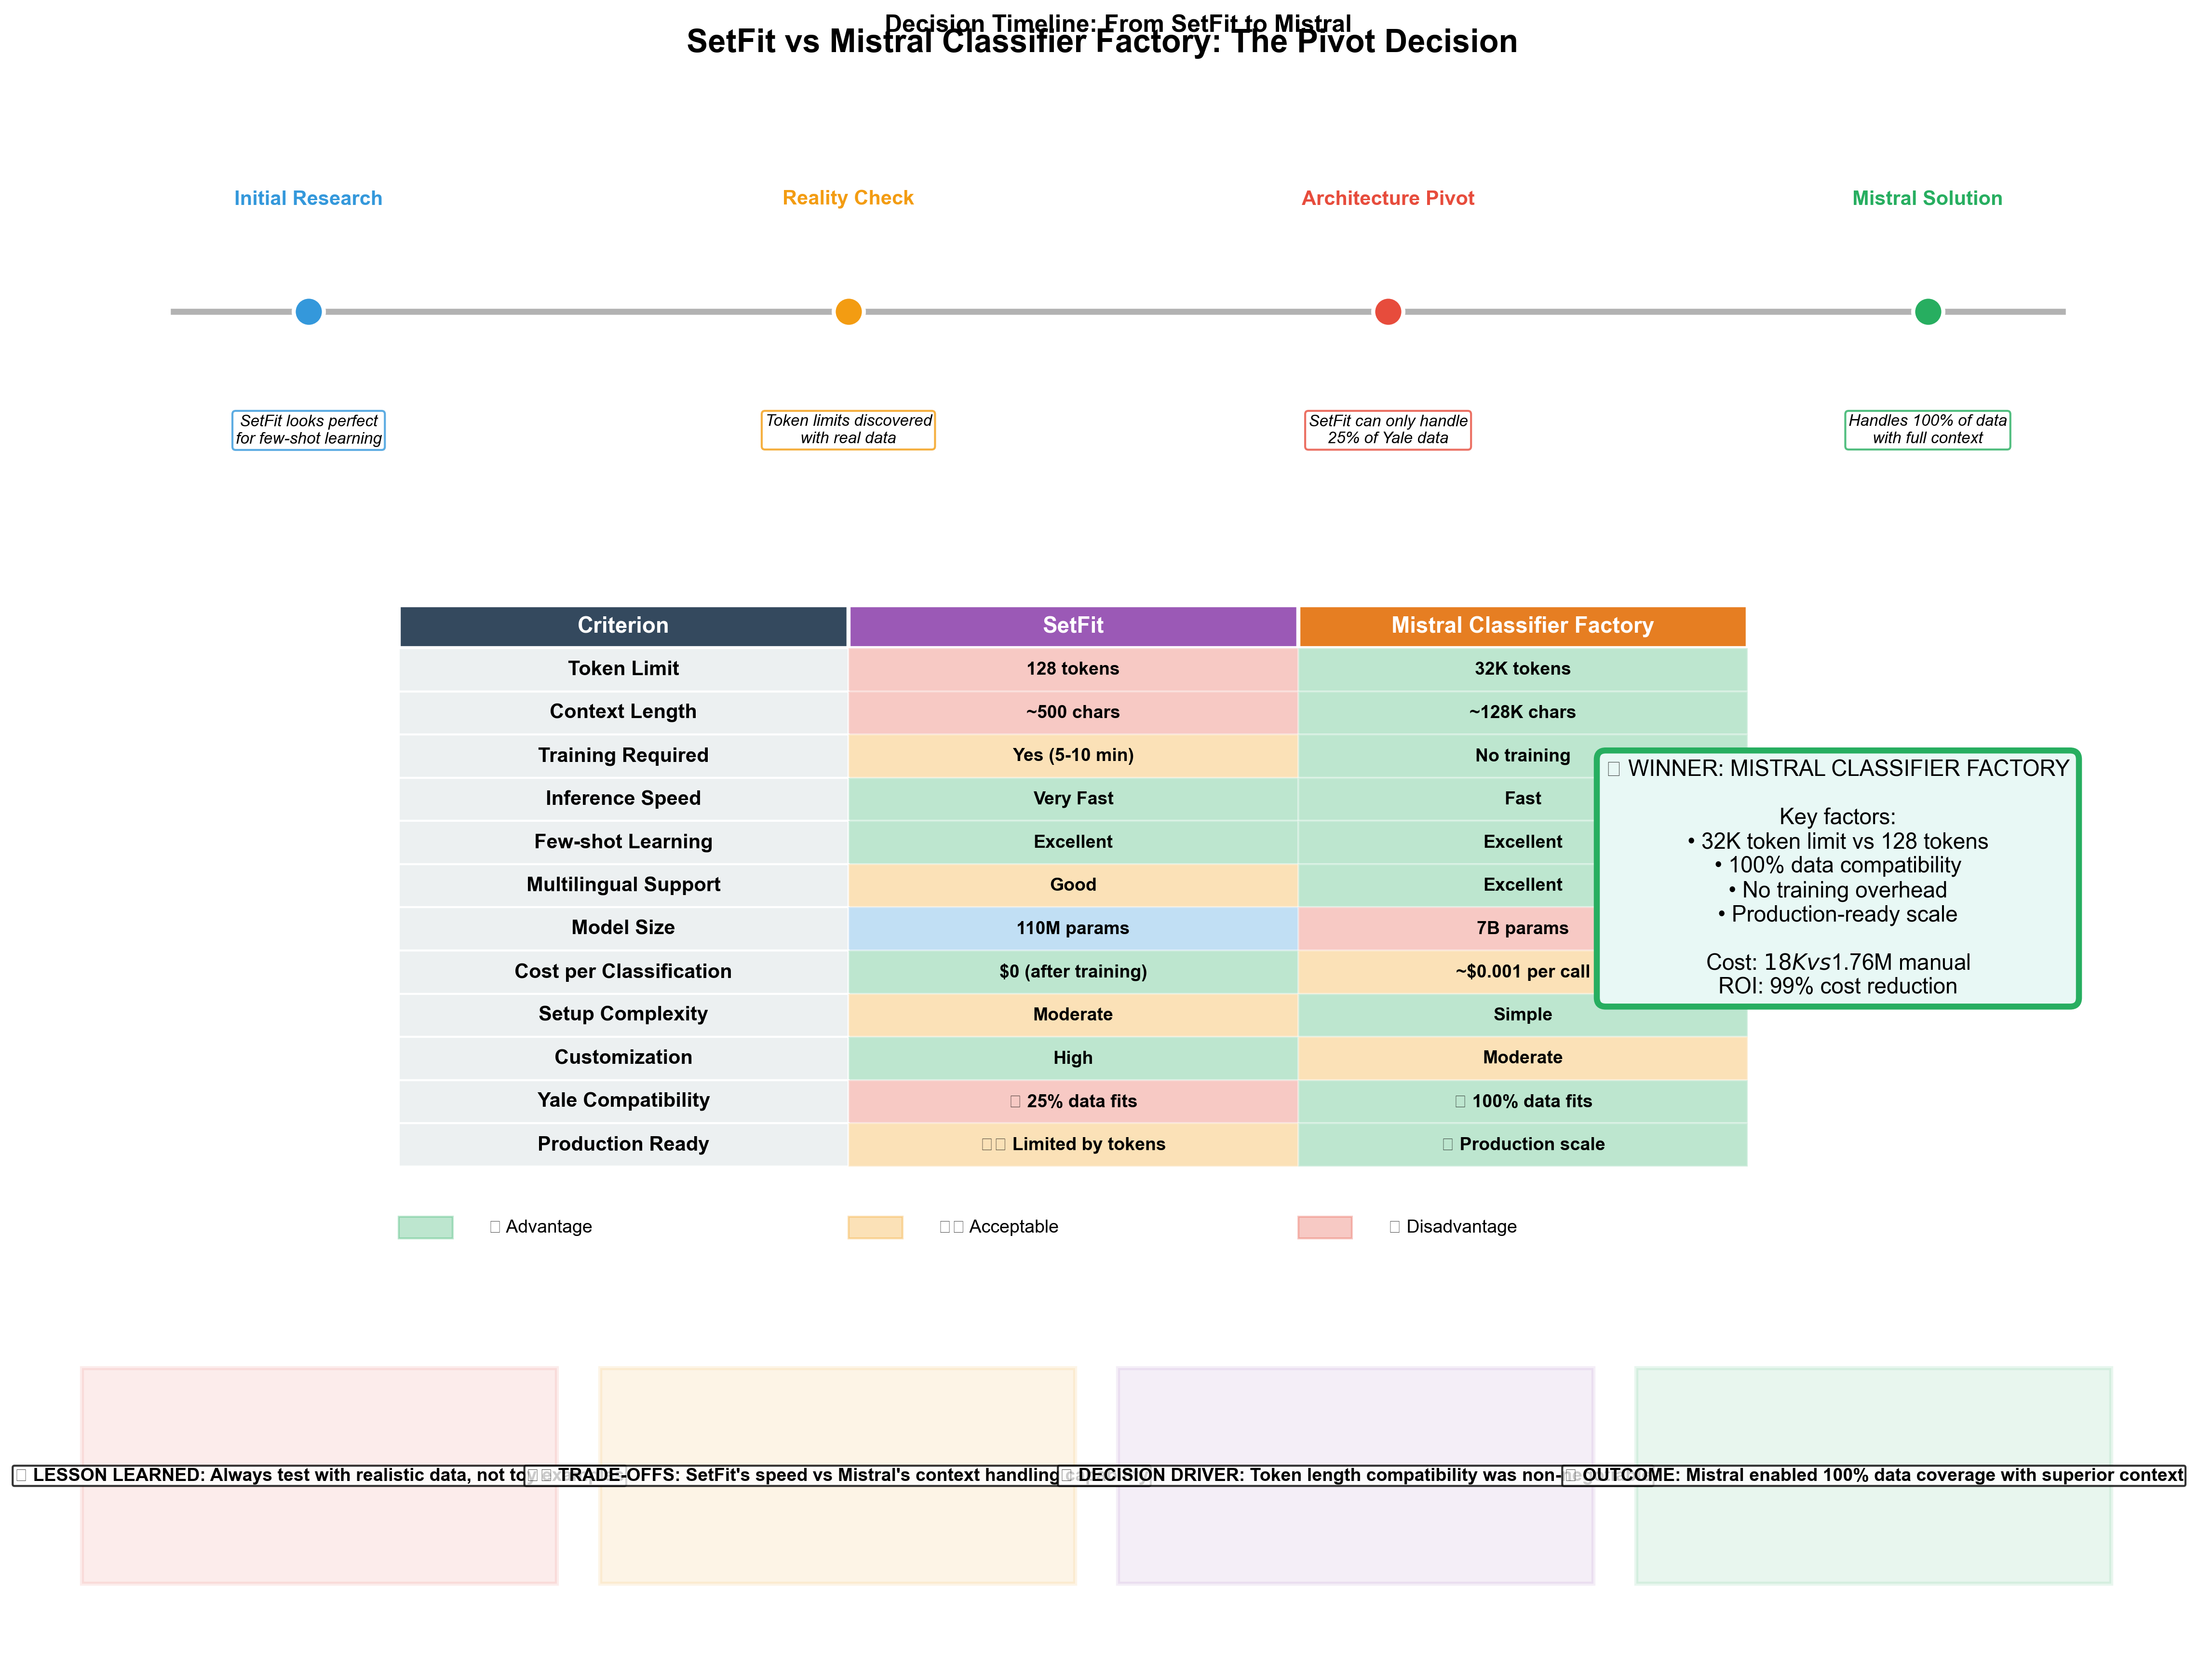 Decision Timeline: From SetFit to Mistral
SetFit vs Mistral Classifier Factory: The Pivot Decision
Initial Research
Reality Check
Architecture Pivot
Mistral Solution
SetFit looks perfect
for few-shot learning
Token limits discovered
with real data
SetFit can only handle
25% of Yale data
Handles 100% of data
with full context
Criterion SetFit Mistral Classifier Factory
Token Limit 128 tokens 32K tokens
Context Length ~500 chars ~128K chars
Training Required Yes (5-10 min) No training
Inference Speed Very Fast Fast
Few-shot Learning Excellent Excellent
Multilingual Support Good Excellent
Model Size 110M params 7B params
Cost per Classification $0 (after training) ~$0.001 per call
Setup Complexity Moderate Simple
Customization High Moderate
Yale Compatibility 25% data fits 100% data fits
Production Ready Limited by tokens Production scale
WINNER: MISTRAL CLASSIFIER FACTORY
Key factors:
• 32K token limit vs 128 tokens
• 100% data compatibility
• No training overhead
• Production-ready scale
Cost: 18Kvs1.76M manual
ROI: 99% cost reduction
Advantage
Acceptable
Disadvantage
LESSON LEARNED: Always test with realistic data, not toy
TRADE-OFFS: SetFit's speed vs Mistral's context handling
DECISION DRIVER: Token length compatibility was non-
OUTCOME: Mistral enabled 100% data coverage with superior context